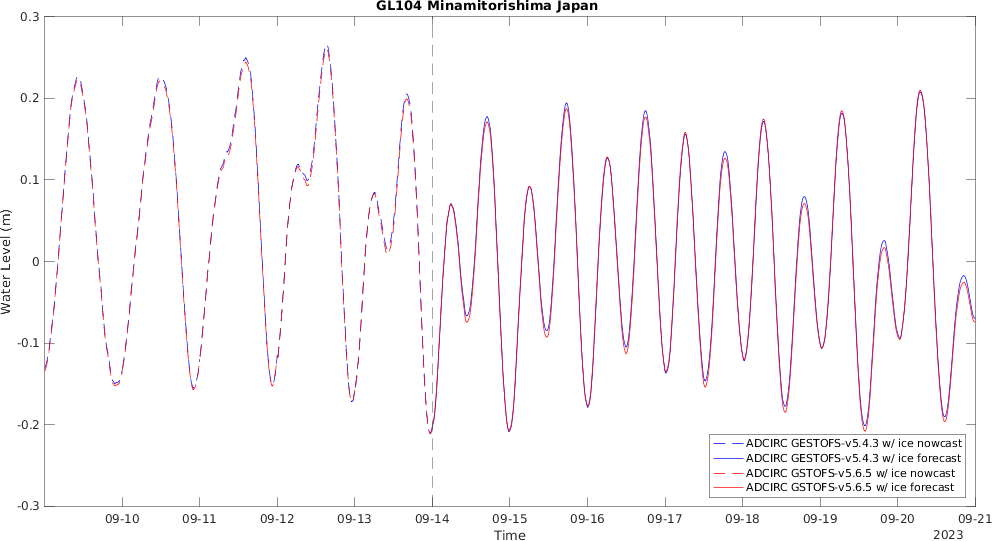 GL104 Minamitorishima Japan
0.3
0.2
0.1
0
-0.1
-0.2
-0.3
Water Level (m)
ADCIRC GESTOFS-v5.4.3 w/ ice nowcast
ADCIRC GESTOFS-v5.4.3 w/ ice forecast
ADCIRC GSTOFS-v5.6.5 w/ ice nowcast
ADCIRC GSTOFS-v5.6.5 w/ ice forecast
09-10 09-11 09-12 09-13 09-14 09-15 09-16 09-17 09-18 09-19 09-20 09-21
Time
2023